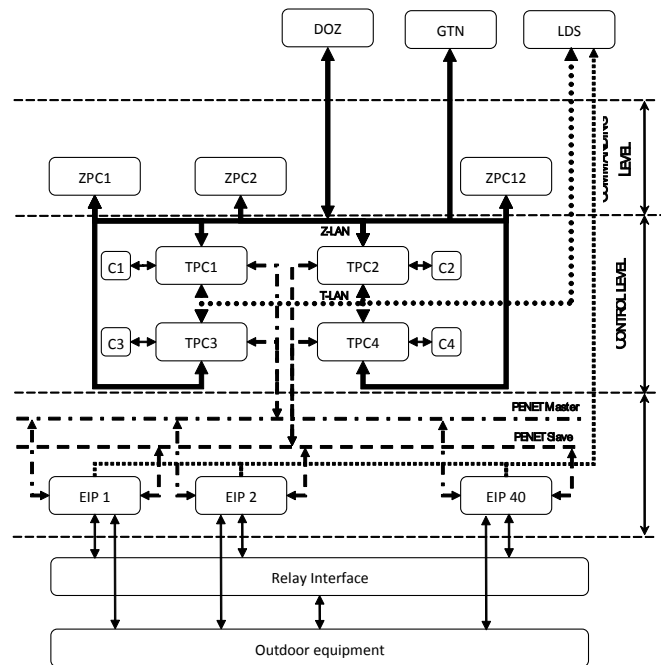 DOZ
GTN
LDS
COMMANDING
LEVEL
ZPC1
ZPC2
ZPC12
Z-LAN
C1
TPC1
TPC2
C2
T-LAN
CONTROL LEVEL
C3
TPC3
TPC4
C4
PENET Master
PENET Slave
EIP 1
EIP 2
EIP 40
Relay Interface
Outdoor equipment